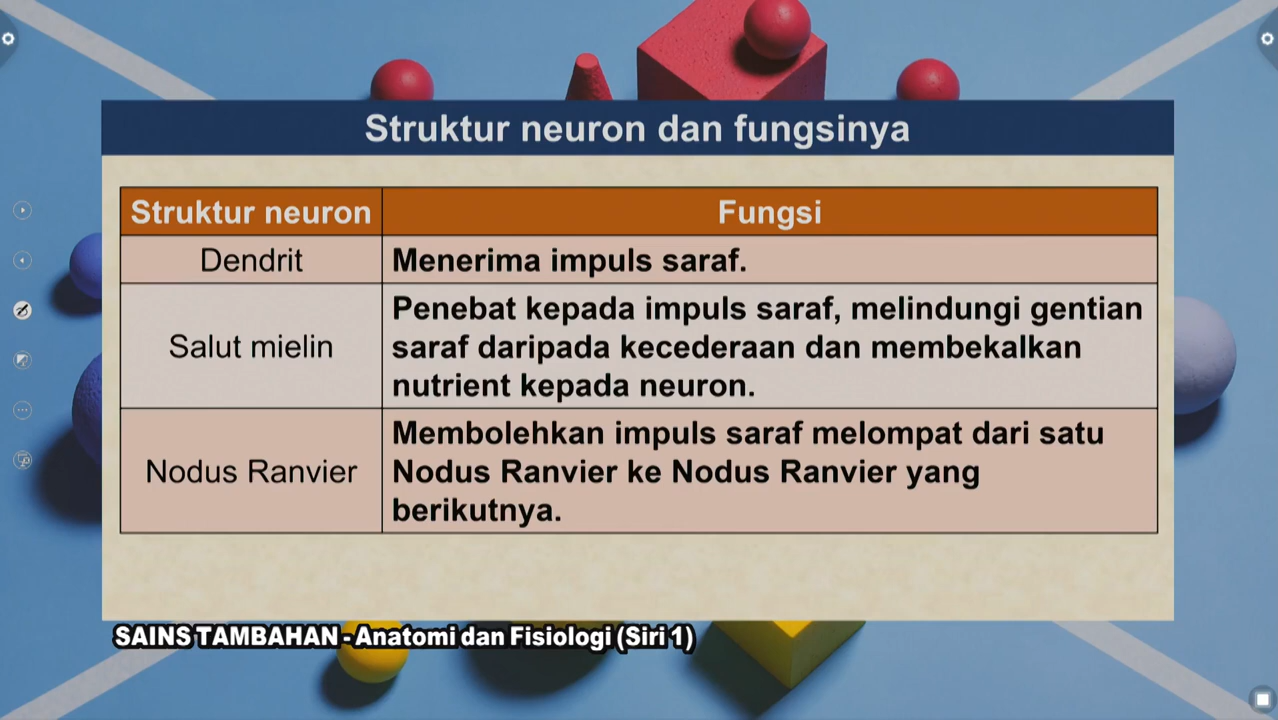 Struktur neuron dan fungsinya
Struktur neuron
Fungsi
Dendrit
Menerima impuls saraf.
Salut mielin
Penebat kepada impuls saraf, melindungi gentian
saraf daripada kecederaan dan membekalkan
nutrient kepada neuron.
Nodus Ranvier
Membolehkan impuls saraf melompat dari satu
Nodus Ranvier ke Nodus Ranvier yang
berikutnya.
SAINS TAMBAHAN - Anatomi dan Fisiologi (Siri 1)